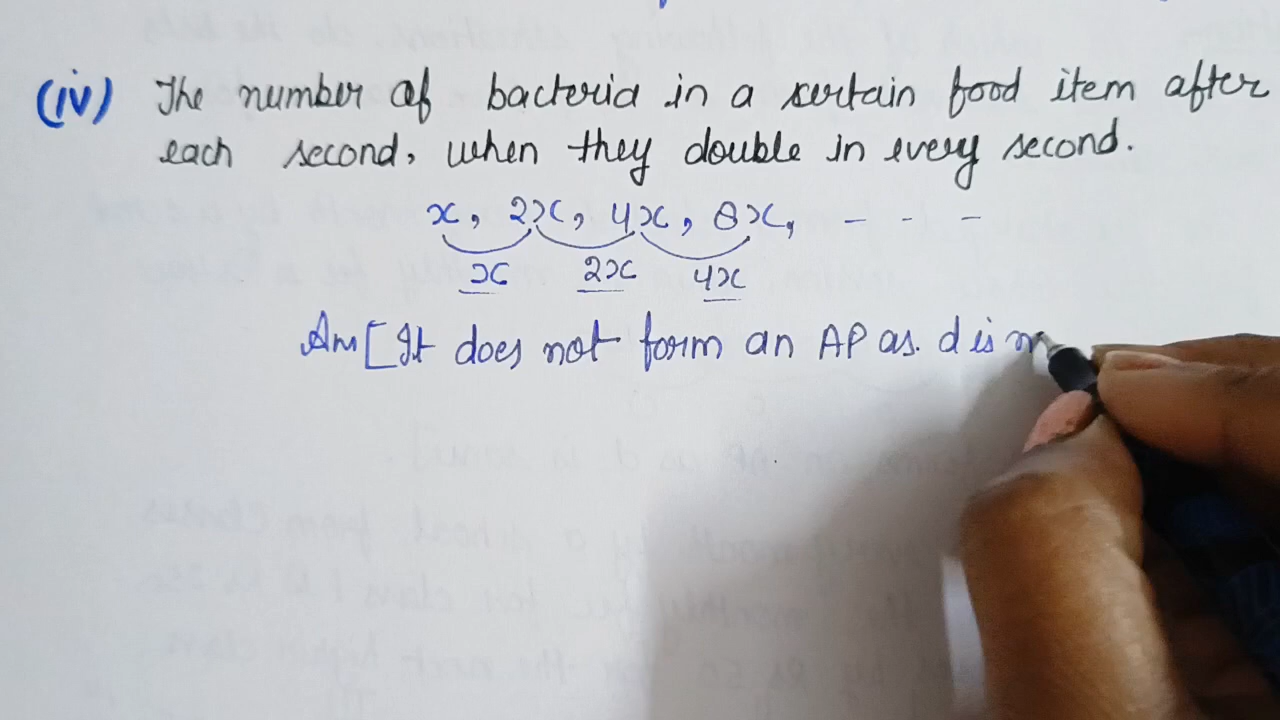 (iv) The number of bacteria in a certain food item after
each second, when they double in every second.
x, 2x, 4x, 8x, - - -
x 2x 4x
Ans [It does not form an AP as. d is n